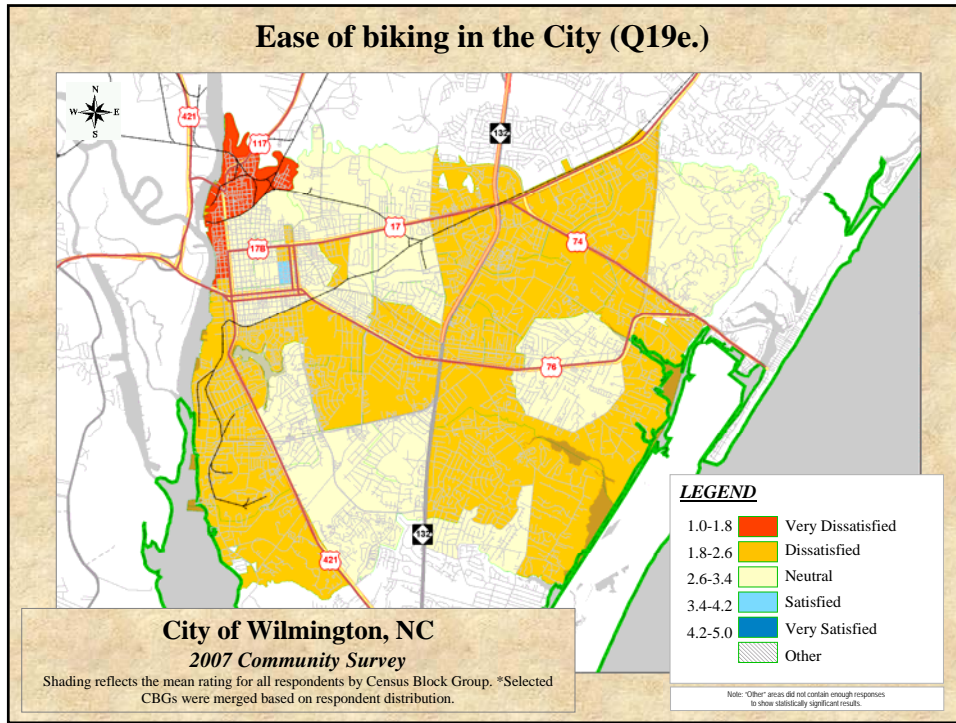 Ease of biking in the City (Q19e.)
N
W E
S
421
117
132
17
17B
74
76
132
421
LEGEND
1.0-1.8 Very Dissatisfied
1.8-2.6 Dissatisfied
2.6-3.4 Neutral
3.4-4.2 Satisfied
4.2-5.0 Very Satisfied
Other
City of Wilmington, NC
2007 Community Survey
Shading reflects the mean rating for all respondents by Census Block Group. *Selected
CBGs were merged based on respondent distribution.
Note: "Other" areas did not contain enough responses
to show statistically significant results.